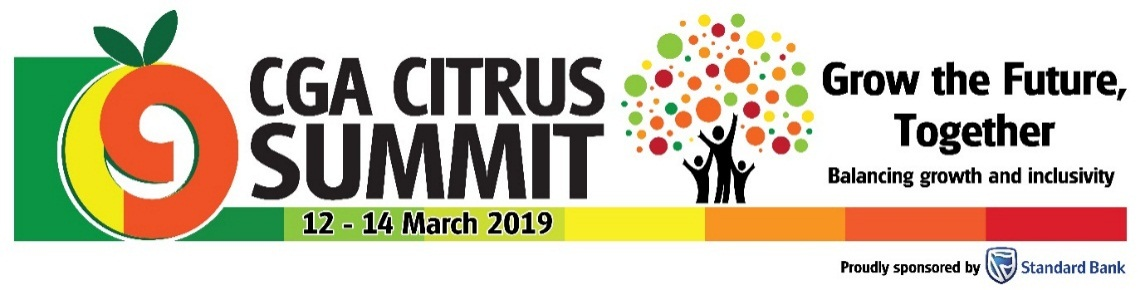 CGA CITRUS
SUMMIT
12 - 14 March 2019
Grow the Future,
Together
Balancing growth and inclusivity
Proudly sponsored by Standard Bank